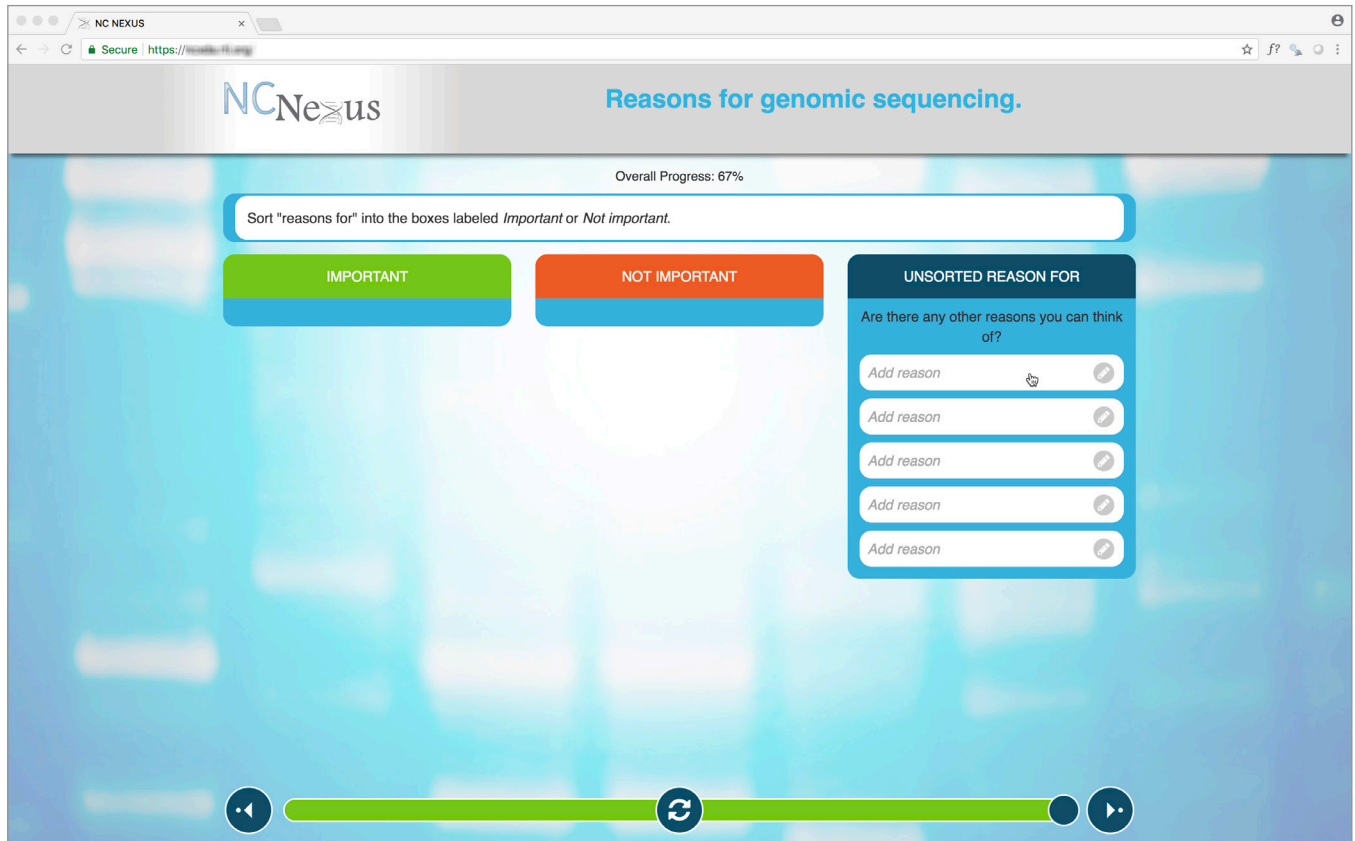 NC NEXUS
Secure https://
f?
NCNexus
Reasons for genomic sequencing.
Overall Progress: 67%
Sort "reasons for" into the boxes labeled Important or Not important.
IMPORTANT
NOT IMPORTANT
UNSORTED REASON FOR
Are there any other reasons you can think
of?
Add reason
Add reason
Add reason
Add reason
Add reason